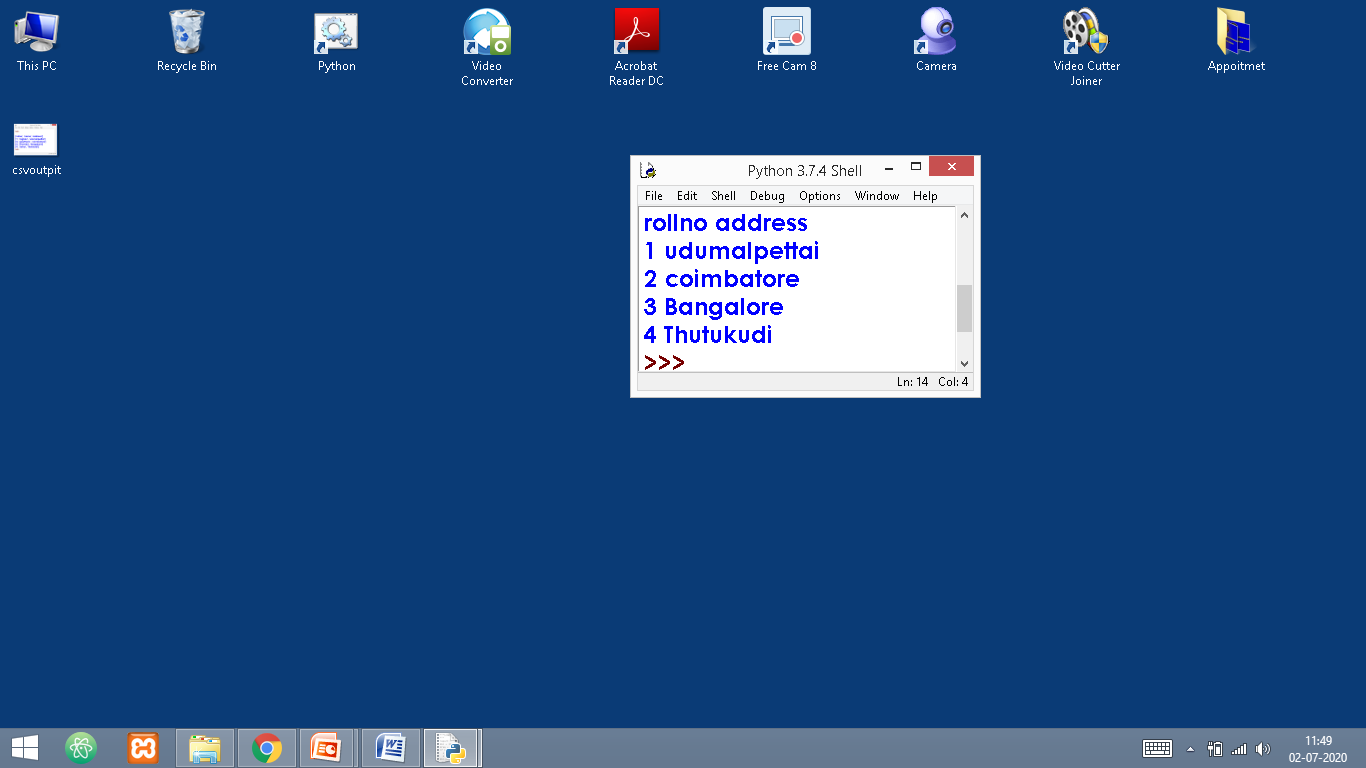 This PC
Recycle Bin
Python
Video
Converter
Acrobat
Reader DC
Free Cam 8
Camera
Video Cutter
Joiner
Appoitmet
csvoutpit
Python 3.7.4 Shell
File Edit Shell Debug Options Window Help
rollno address
1 udumalpettai
2 coimbatore
3 Bangalore
4 Thutukudi
>>>
Ln: 14 Col: 4
11:49
02-07-2020